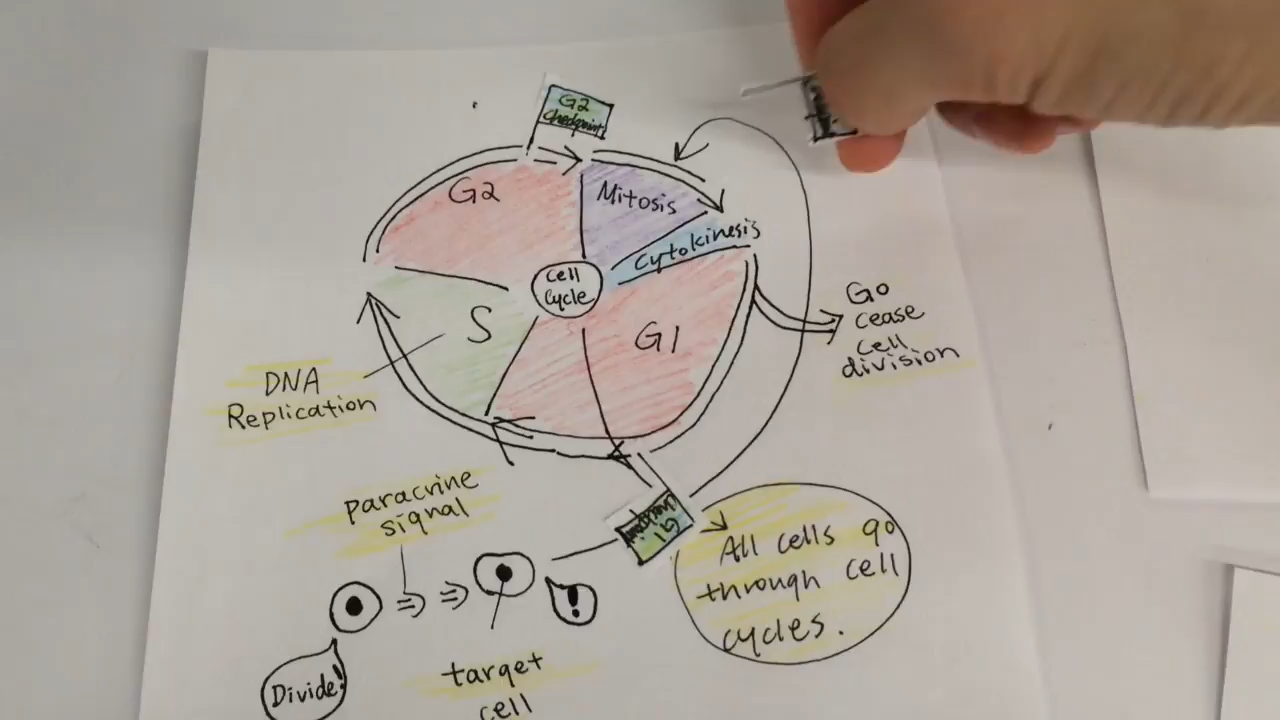 G2
Checkpoint
G2
Mitosis
Cytokinesis
Cell
Cycle
S
G1
Go
cease
cell
division
DNA
Replication
paracrine
signal
G1
All cells go
through cell
cycles.
!
Divide!
target
cell